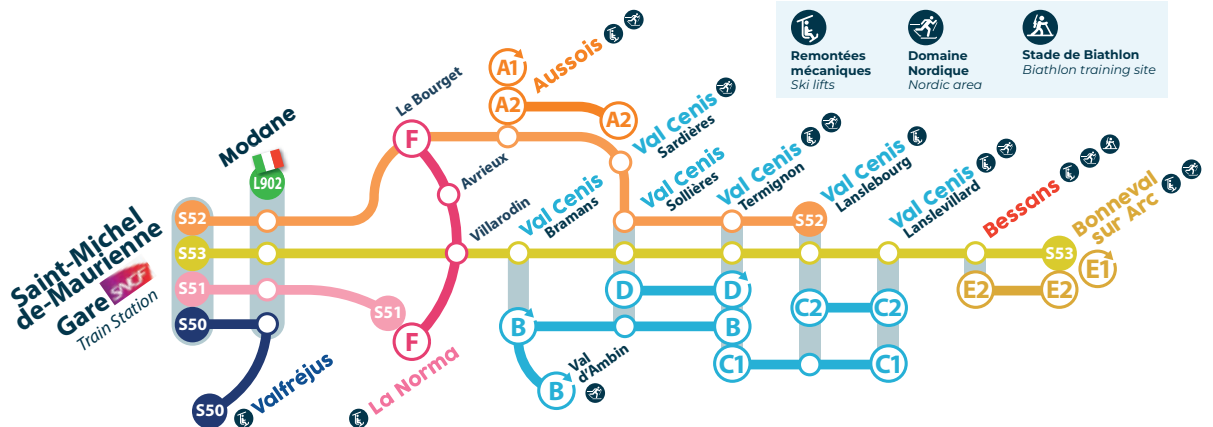 Remontées
mécaniques
Ski lifts
Domaine
Nordique
Nordic area
Stade de Biathlon
Biathlon training site
A1
Aussois
A2
A2
Le Bourget
F
Modane
L902
Avrieux
Villarodin
Val Cenis
Sardières
Val Cenis
Bramans
Val Cenis
Sollières
Val Cenis
Termignon
Val Cenis
Lanslebourg
Val Cenis
Lanslevillard
Bessans
Bonneval
sur Arc
Saint-Michel
de-Maurienne
Gare SNCF
Train Station
S52
S52
S53
S53
E1
S51
S51
D
D
E2
E2
C2
C2
S50
F
B
B
C1
C1
Val
d'Ambin
B
La Norma
Valfréjus
S50